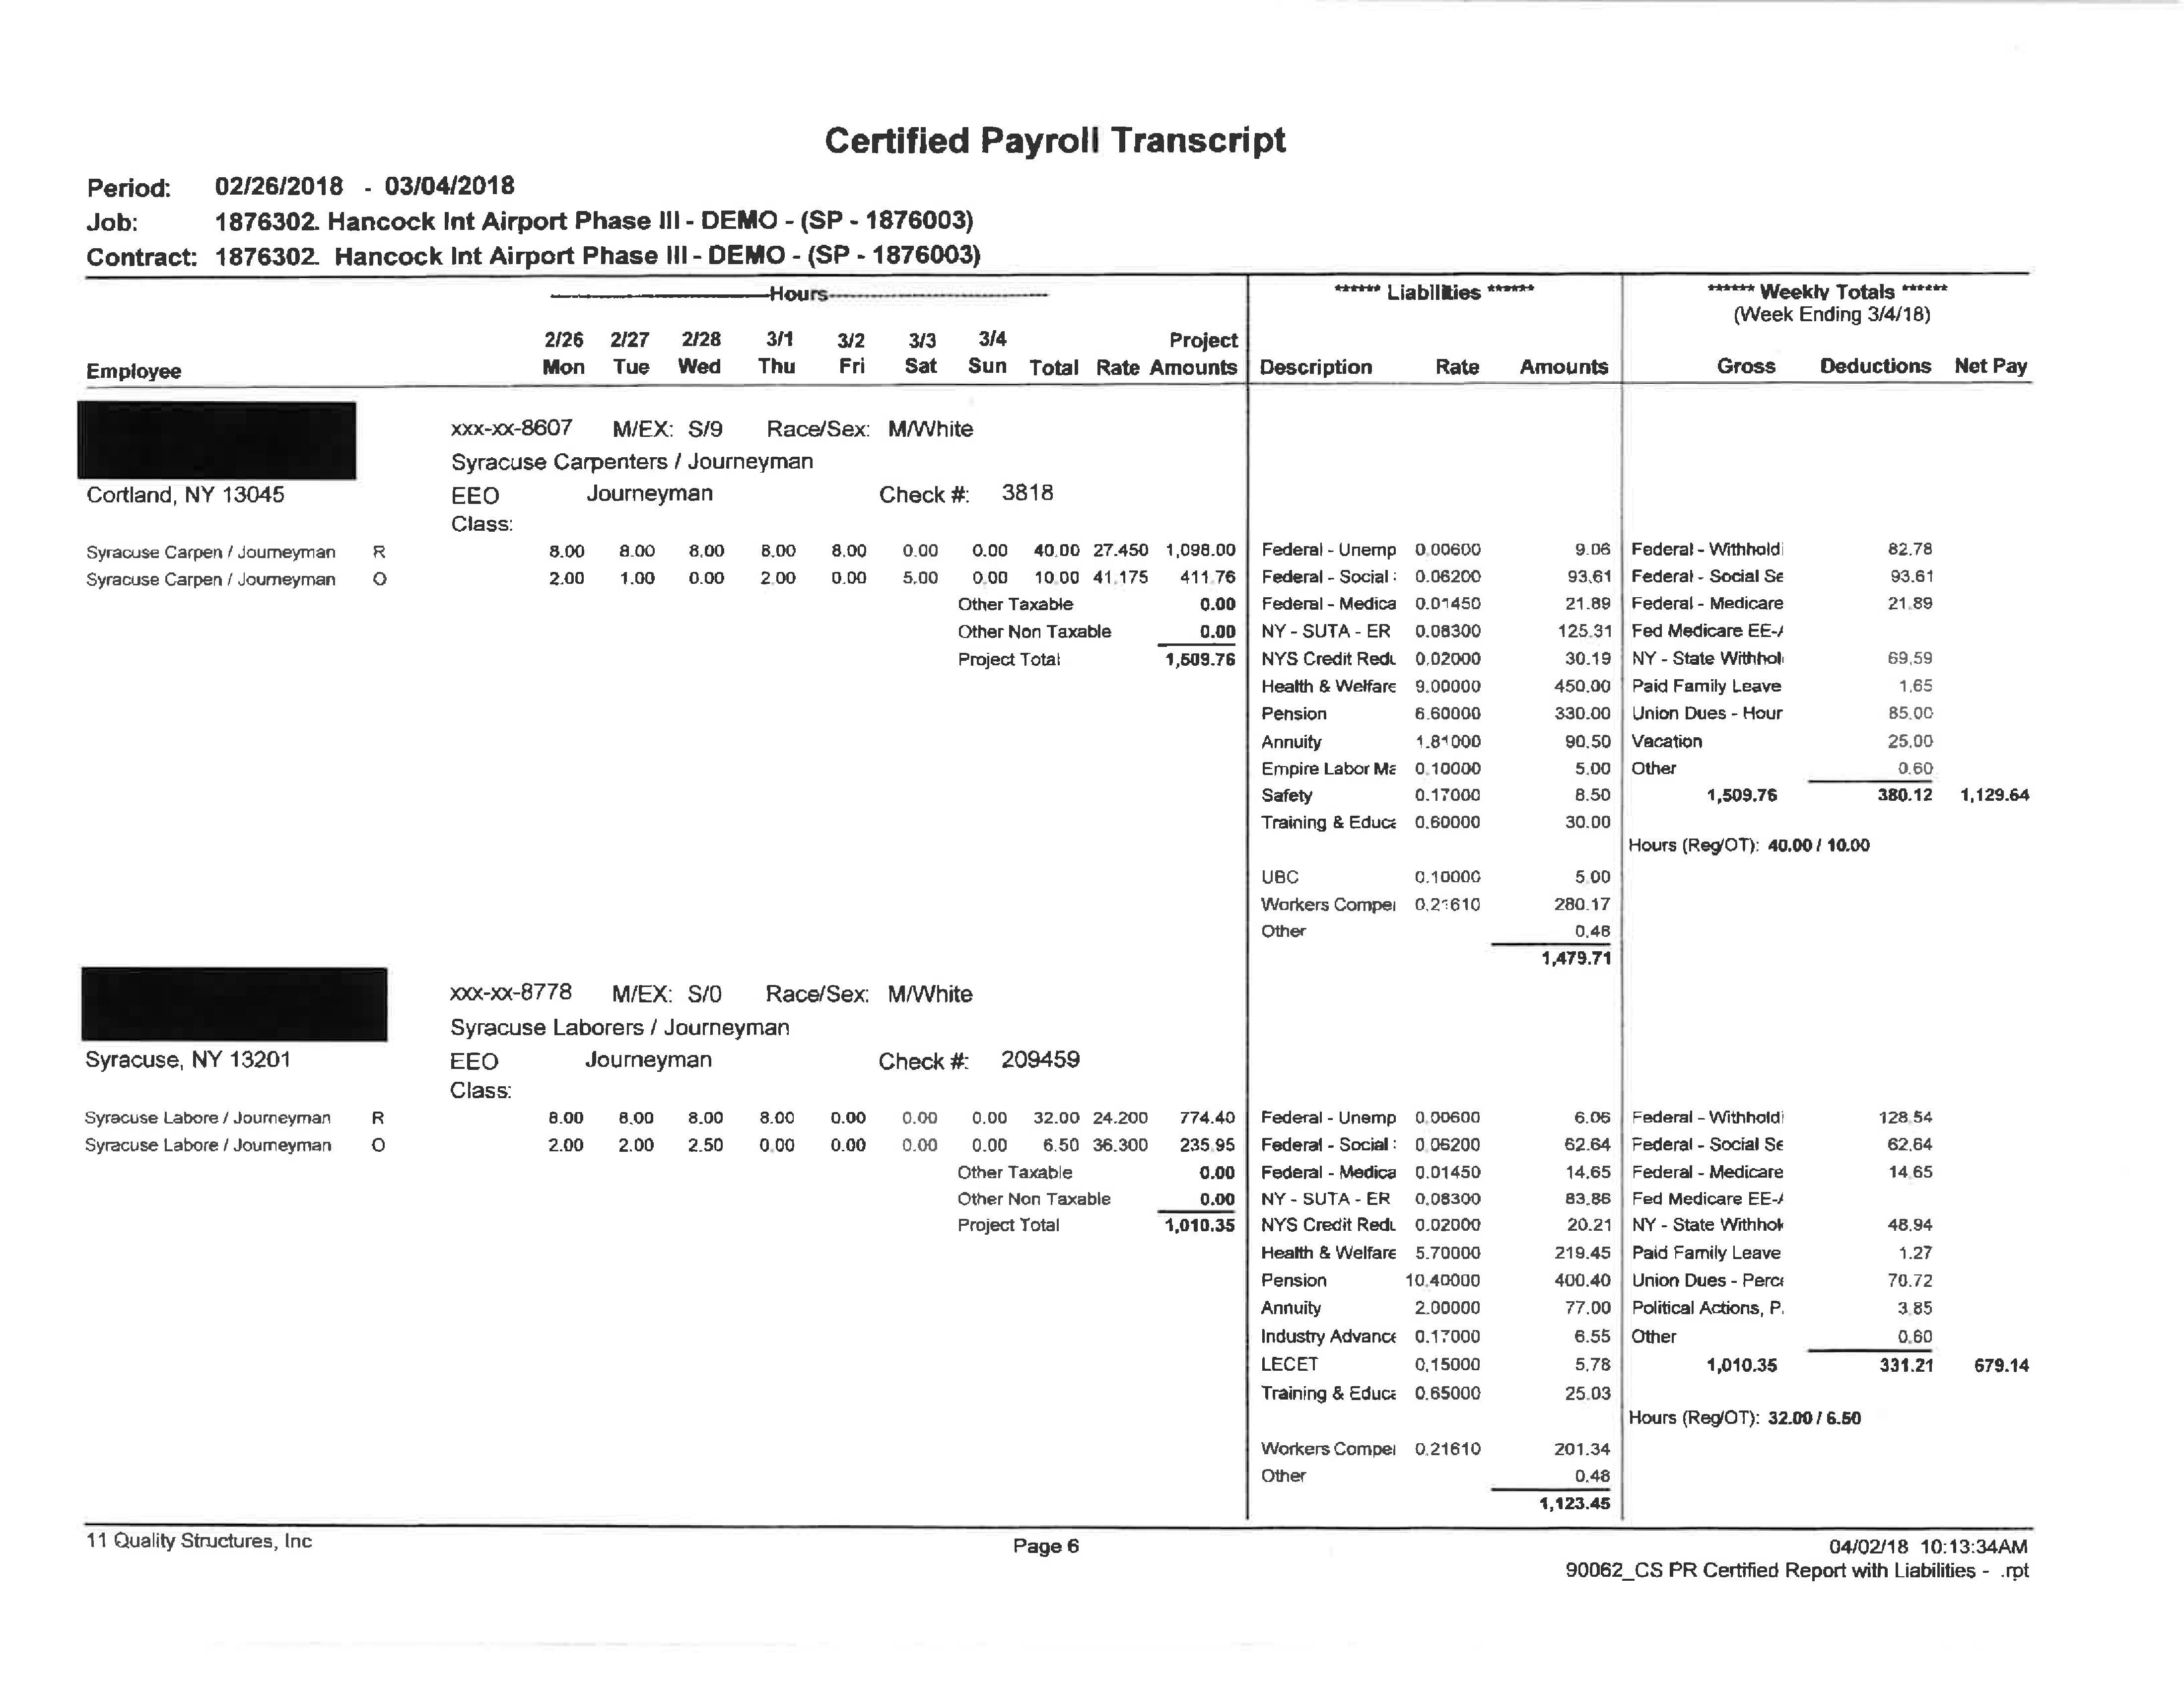 Certified Payroll Transcript
Period: 02/26/2018 - 03/04/2018
Job: 1876302. Hancock Int Airport Phase III - DEMO - (SP - 1876003)
Contract: 1876302. Hancock Int Airport Phase III - DEMO - (SP - 1876003)
Hours ****** Liabilities ****** ****** Weekly Totals ******
(Week Ending 3/4/18)
2/26 2/27 2/28 3/1 3/2 3/3 3/4 Project
Employee Mon Tue Wed Thu Fri Sat Sun Total Rate Amounts Description Rate Amounts Gross Deductions Net Pay
xxx-xx-8607 M/EX: S/9 Race/Sex: M/White
Syracuse Carpenters / Journeyman
Cortland, NY 13045 EEO Journeyman Check #: 3818
Class:
Syracuse Carpen / Journeyman R 8.00 8.00 8.00 8.00 8.00 0.00 0.00 40.00 27.450 1,098.00 Federal - Unemp 0.00600 9.06 Federal - Withholdi 82.78
Syracuse Carpen / Journeyman O 2.00 1.00 0.00 2.00 0.00 5.00 0.00 10.00 41.175 411.76 Federal - Social : 0.06200 93.61 Federal - Social Se 93.61
Other Taxable 0.00 Federal - Medica 0.01450 21.89 Federal - Medicare 21.89
Other Non Taxable 0.00 NY - SUTA - ER 0.08300 125.31 Fed Medicare EE-A
Project Total 1,509.76 NYS Credit Redu 0.02000 30.19 NY - State Withhol 69.59
Health & Welfare 9.00000 450.00 Paid Family Leave 1.65
Pension 6.60000 330.00 Union Dues - Hour 85.00
Annuity 1.81000 90.50 Vacation 25.00
Empire Labor Ma 0.10000 5.00 Other 0.60
Safety 0.17000 8.50 1,509.76 380.12 1,129.64
Training & Educa 0.60000 30.00
Hours (Reg/OT): 40.00 / 10.00
UBC 0.10000 5.00
Workers Compe 0.21610 280.17
Other 0.48
1,479.71
xxx-xx-8778 M/EX: S/0 Race/Sex: M/White
Syracuse Laborers / Journeyman
Syracuse, NY 13201 EEO Journeyman Check #: 209459
Class:
Syracuse Labore / Journeyman R 8.00 8.00 8.00 8.00 0.00 0.00 0.00 32.00 24.200 774.40 Federal - Unemp 0.00600 6.06 Federal - Withholdi 128.54
Syracuse Labore / Journeyman O 2.00 2.00 2.50 0.00 0.00 0.00 0.00 6.50 36.300 235.95 Federal - Social : 0.06200 62.64 Federal - Social Se 62.64
Other Taxable 0.00 Federal - Medica 0.01450 14.65 Federal - Medicare 14.65
Other Non Taxable 0.00 NY - SUTA - ER 0.08300 83.86 Fed Medicare EE-A
Project Total 1,010.35 NYS Credit Redu 0.02000 20.21 NY - State Withhol 48.94
Health & Welfare 5.70000 219.45 Paid Family Leave 1.27
Pension 10.40000 400.40 Union Dues - Perce 70.72
Annuity 2.00000 77.00 Political Actions, P. 3.85
Industry Advance 0.17000 6.55 Other 0.60
LECET 0.15000 5.78 1,010.35 331.21 679.14
Training & Educa 0.65000 25.03
Hours (Reg/OT): 32.00 / 6.50
Workers Compe 0.21610 201.34
Other 0.48
1,123.45
11 Quality Structures, Inc Page 6 04/02/18 10:13:34AM
90062_CS PR Certified Report with Liabilities - .rpt